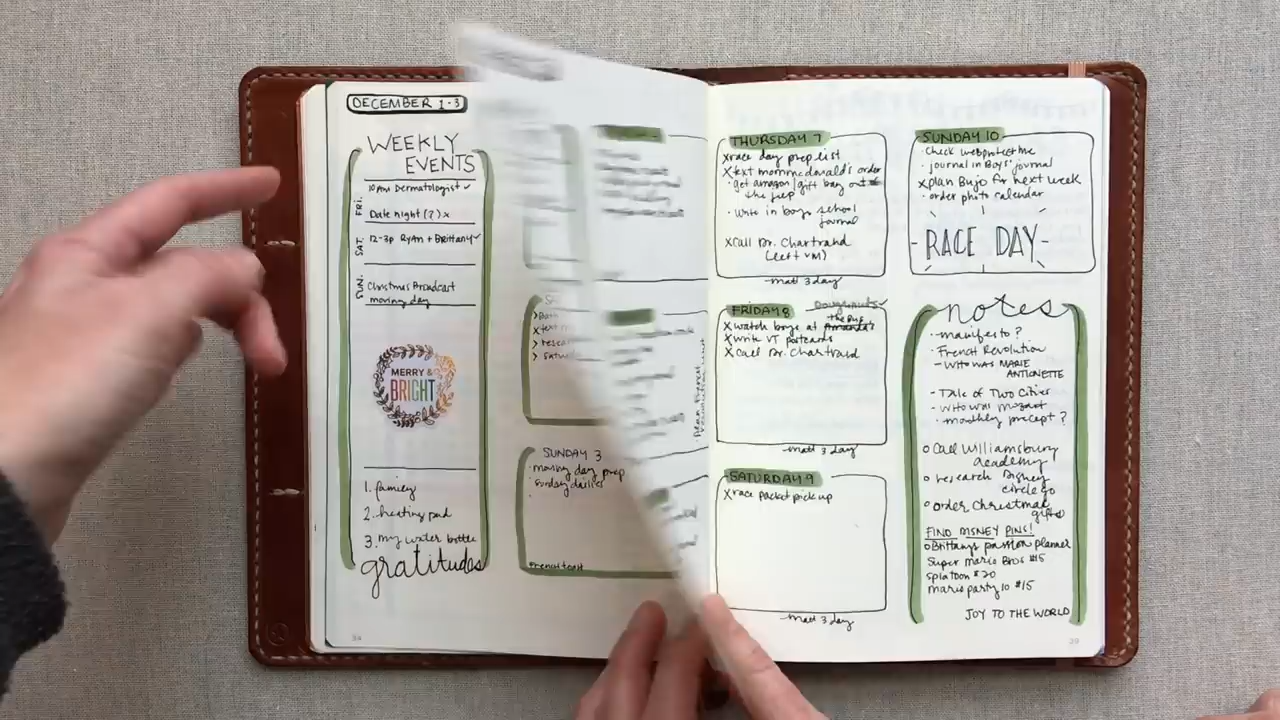 DECEMBER 1-3
WEEKLY
EVENTS
FRI.
10am Dermatologist ✓
Date night (?) x
SAT.
12-3p Ryan + Brittany ✓
SUN.
Christmas Broadcast
moving day
MERRY &
BRIGHT
1. family
2. heating pad
3. my water bottle
gratitudes
SUNDAY 3
· moving day prep
· sunday dailies
French toast
THURSDAY 7
x race day prep list
x text mom mcdonald's order
· get amazon/gift bag out
the jeep
· write in boys school
journal
x call Dr. Chartrand
(left vm)
matt 3 day
FRIDAY 8
x watch boys at
x write VT postcards
x call Dr. Chartrand
matt 3 day
SATURDAY 9
x race packet pick up
matt 3 day
SUNDAY 10
· journal in Boys' journal
x plan Bujo for next week
· order photo calendar
RACE DAY
notes
· manifesto?
· French Revolution
- WHO WAS MARIE
ANTIONETTE
- Tale of Two Cities
- who was mozart
- monthly precept?
o Call Williamsburg
academy
o research Disney
circle go
o order Christmas
gifts
FIND DISNEY PINS!
o Brittany passion planner
Super Mario Bros $15
splatoon $20
mario party 10 $15
JOY TO THE WORLD